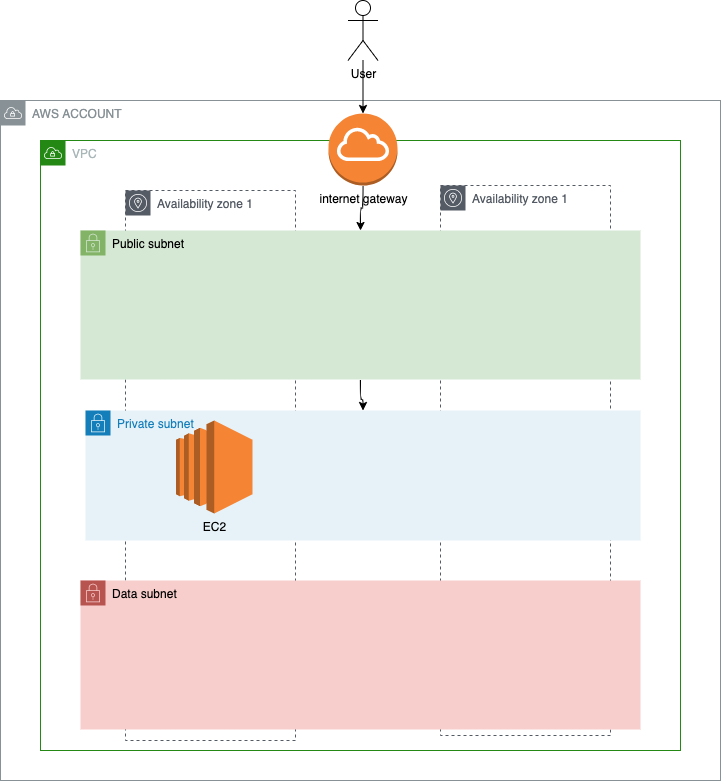 User
AWS ACCOUNT
VPC
internet gateway
Availability zone 1
Availability zone 1
Public subnet
Private subnet
EC2
Data subnet